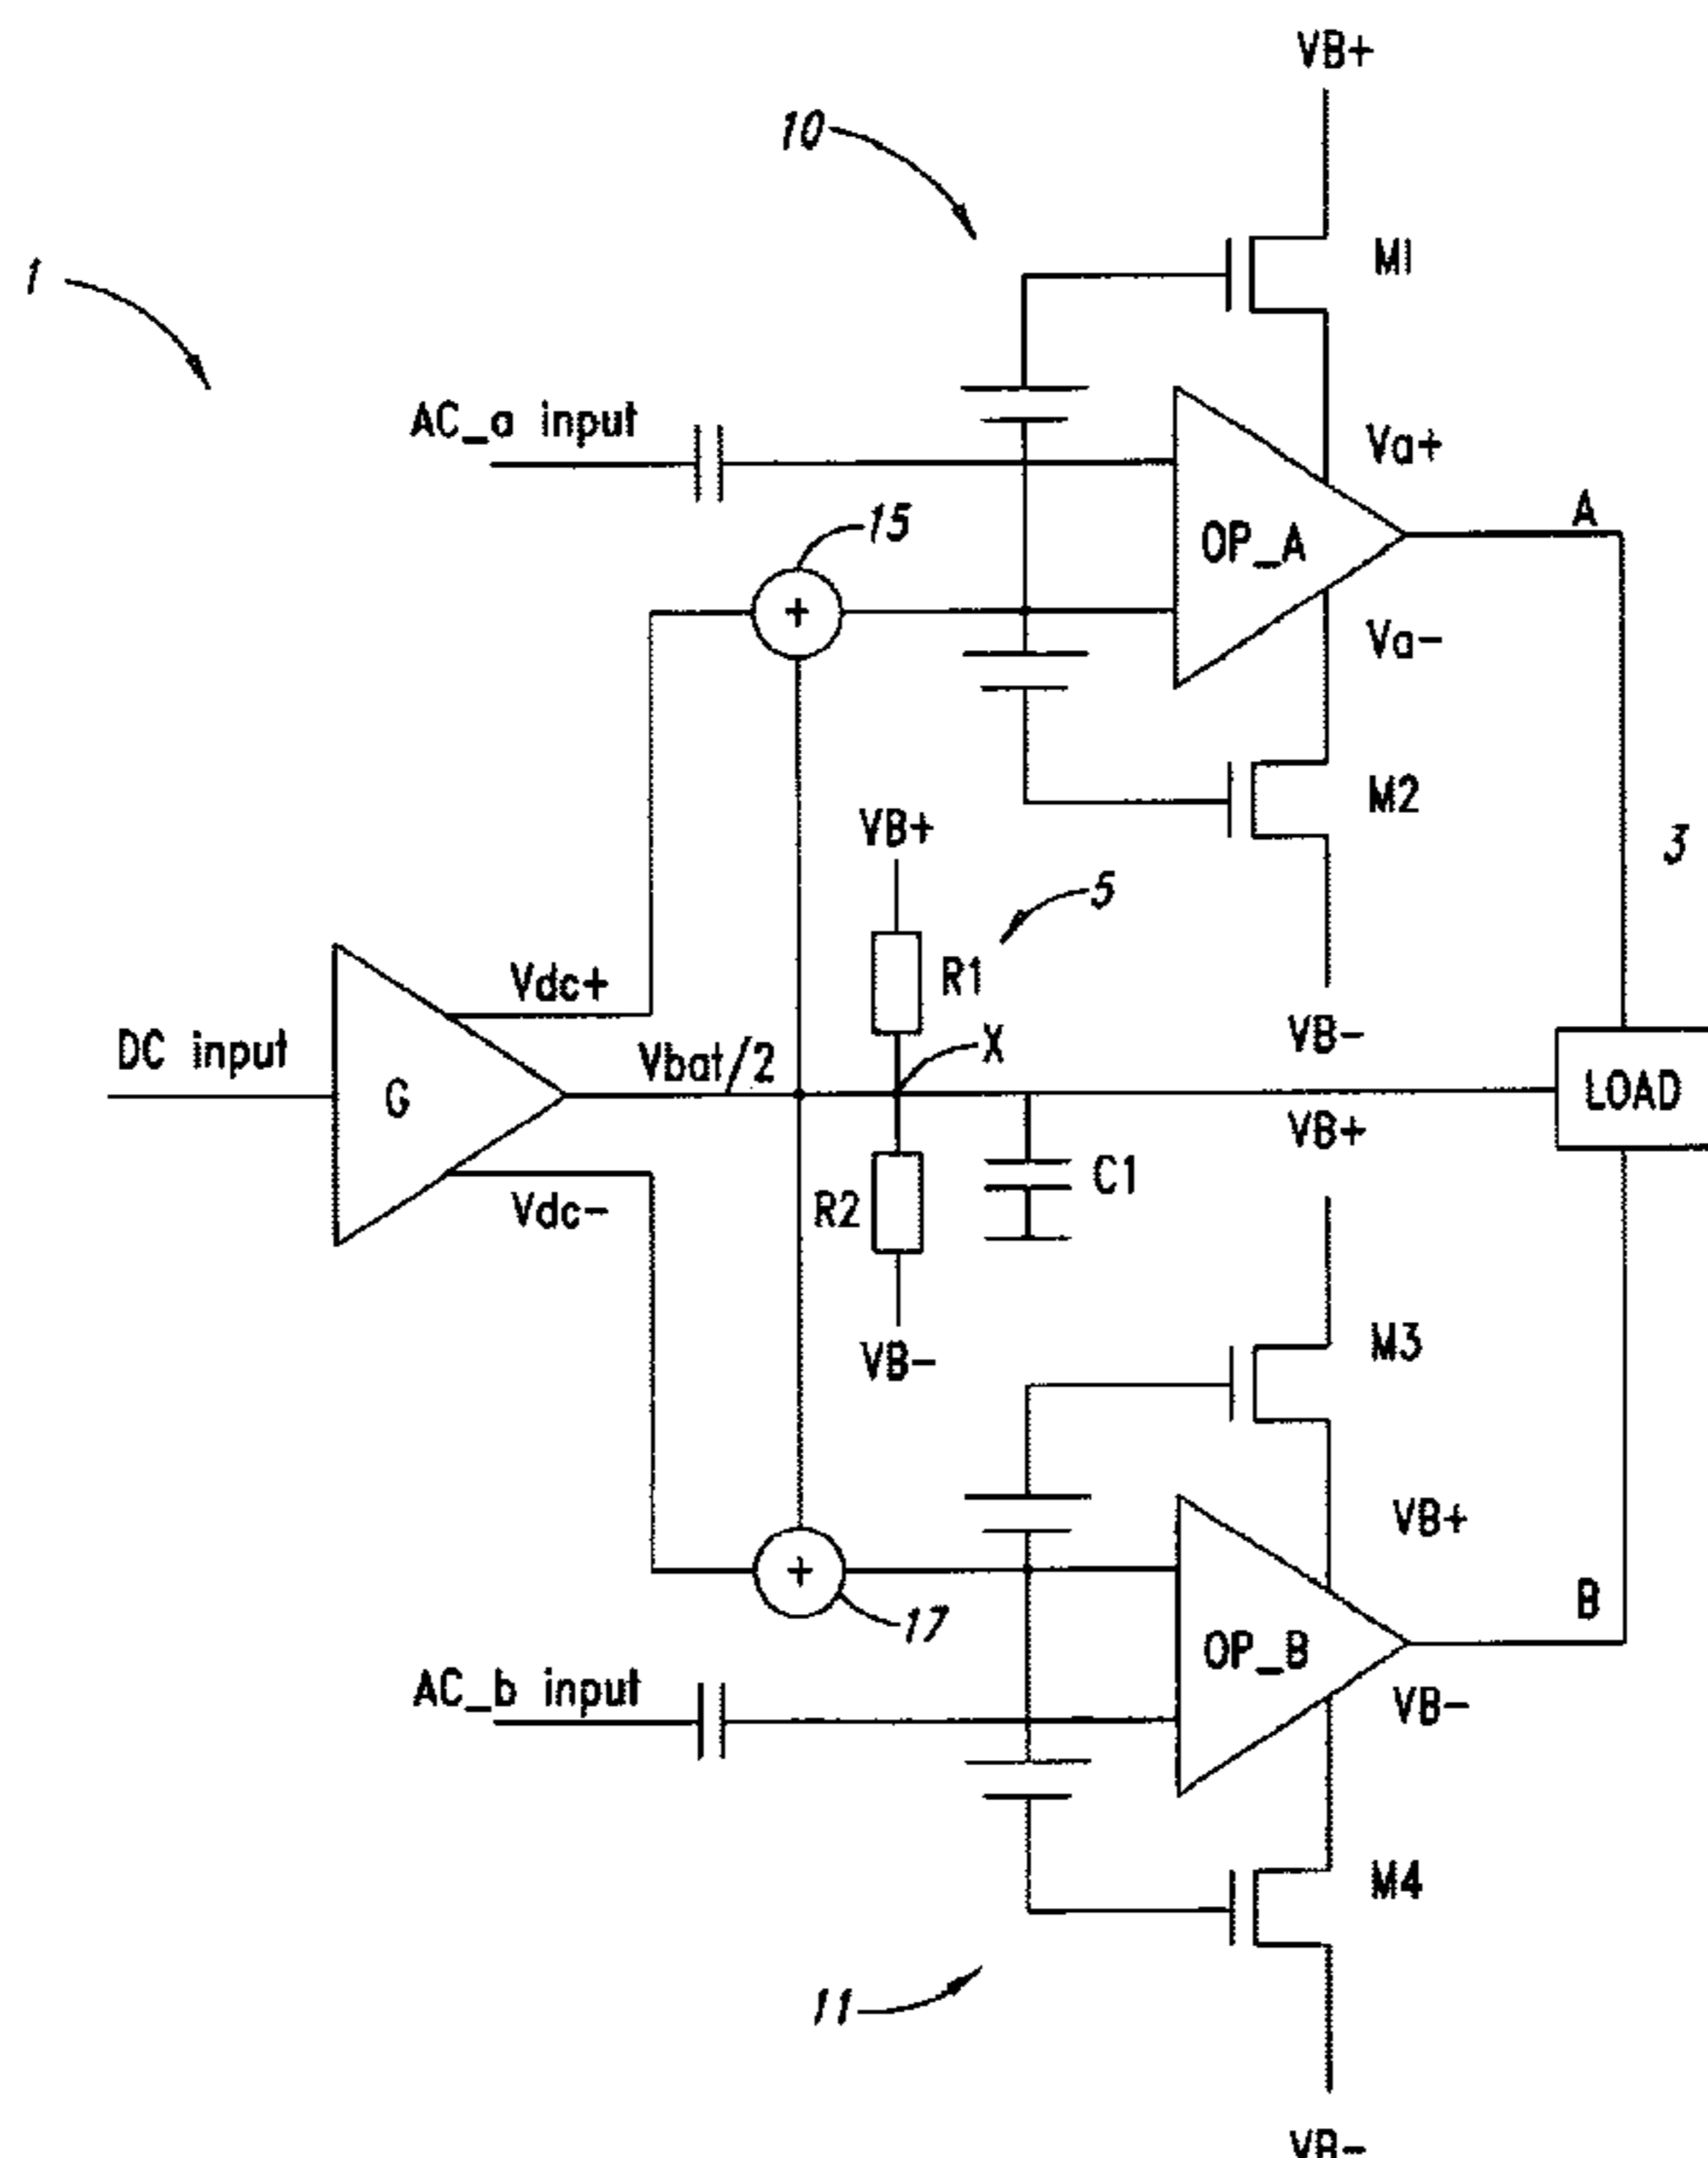 VB+
10
M1
1
AC_a input
Va+
15
A
OP_A
+
Va-
M2
VB+
3
5
Vdc+
R1
X
VB-
DC input
Vbat/2
LOAD
G
VB+
C1
Vdc-
R2
M3
VB-
VB+
B
+
17
OP_B
AC_b input
VB-
M4
11
VB-